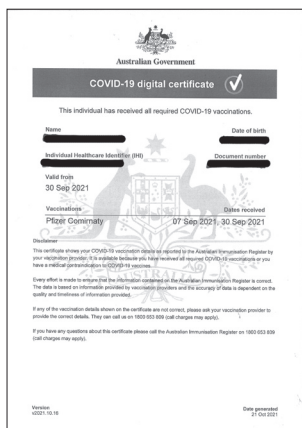 Australian Government
COVID-19 digital certificate
This individual has received all required COVID-19 vaccinations.
Name Date of birth
Individual Healthcare Identifier (IHI) Document number
Valid from
30 Sep 2021
Vaccinations Dates received
Pfizer Comirnaty 07 Sep 2021, 30 Sep 2021
Disclaimer
This certificate shows your COVID-19 vaccination details as reported to the Australian Immunisation Register by
your vaccination provider. It is available because you have received all required COVID-19 vaccinations or you
have a medical contraindication to COVID-19 vaccines.
Every effort is made to ensure that the information contained on the Australian Immunisation Register is correct.
The data is based on information provided by vaccination providers and the accuracy of data is dependent on the
quality and timeliness of information provided.
If any of the vaccination details shown on the certificate are not correct, please ask your vaccination provider to
provide the correct details. They can call us on 1800 653 809 (call charges may apply).
If you have any questions about this certificate please call the Australian Immunisation Register on 1800 653 809
(call charges may apply).
Version Date generated
v2021.10.16 21 Oct 2021